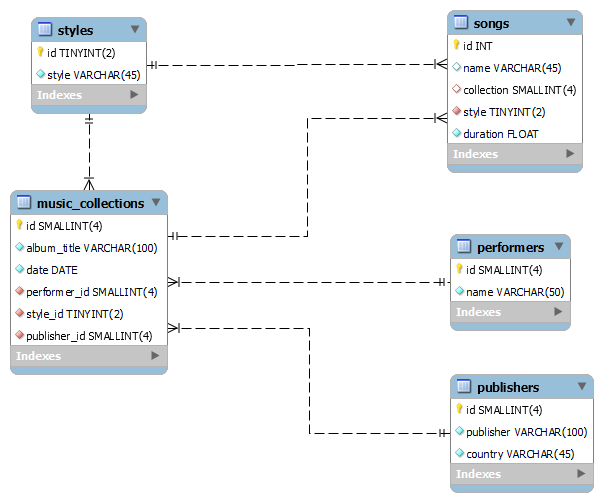 styles
id TINYINT(2)
style VARCHAR(45)
Indexes
songs
id INT
name VARCHAR(45)
collection SMALLINT(4)
style TINYINT(2)
duration FLOAT
Indexes
music_collections
id SMALLINT(4)
album_title VARCHAR(100)
date DATE
performer_id SMALLINT(4)
style_id TINYINT(2)
publisher_id SMALLINT(4)
Indexes
performers
id SMALLINT(4)
name VARCHAR(50)
Indexes
publishers
id SMALLINT(4)
publisher VARCHAR(100)
country VARCHAR(45)
Indexes